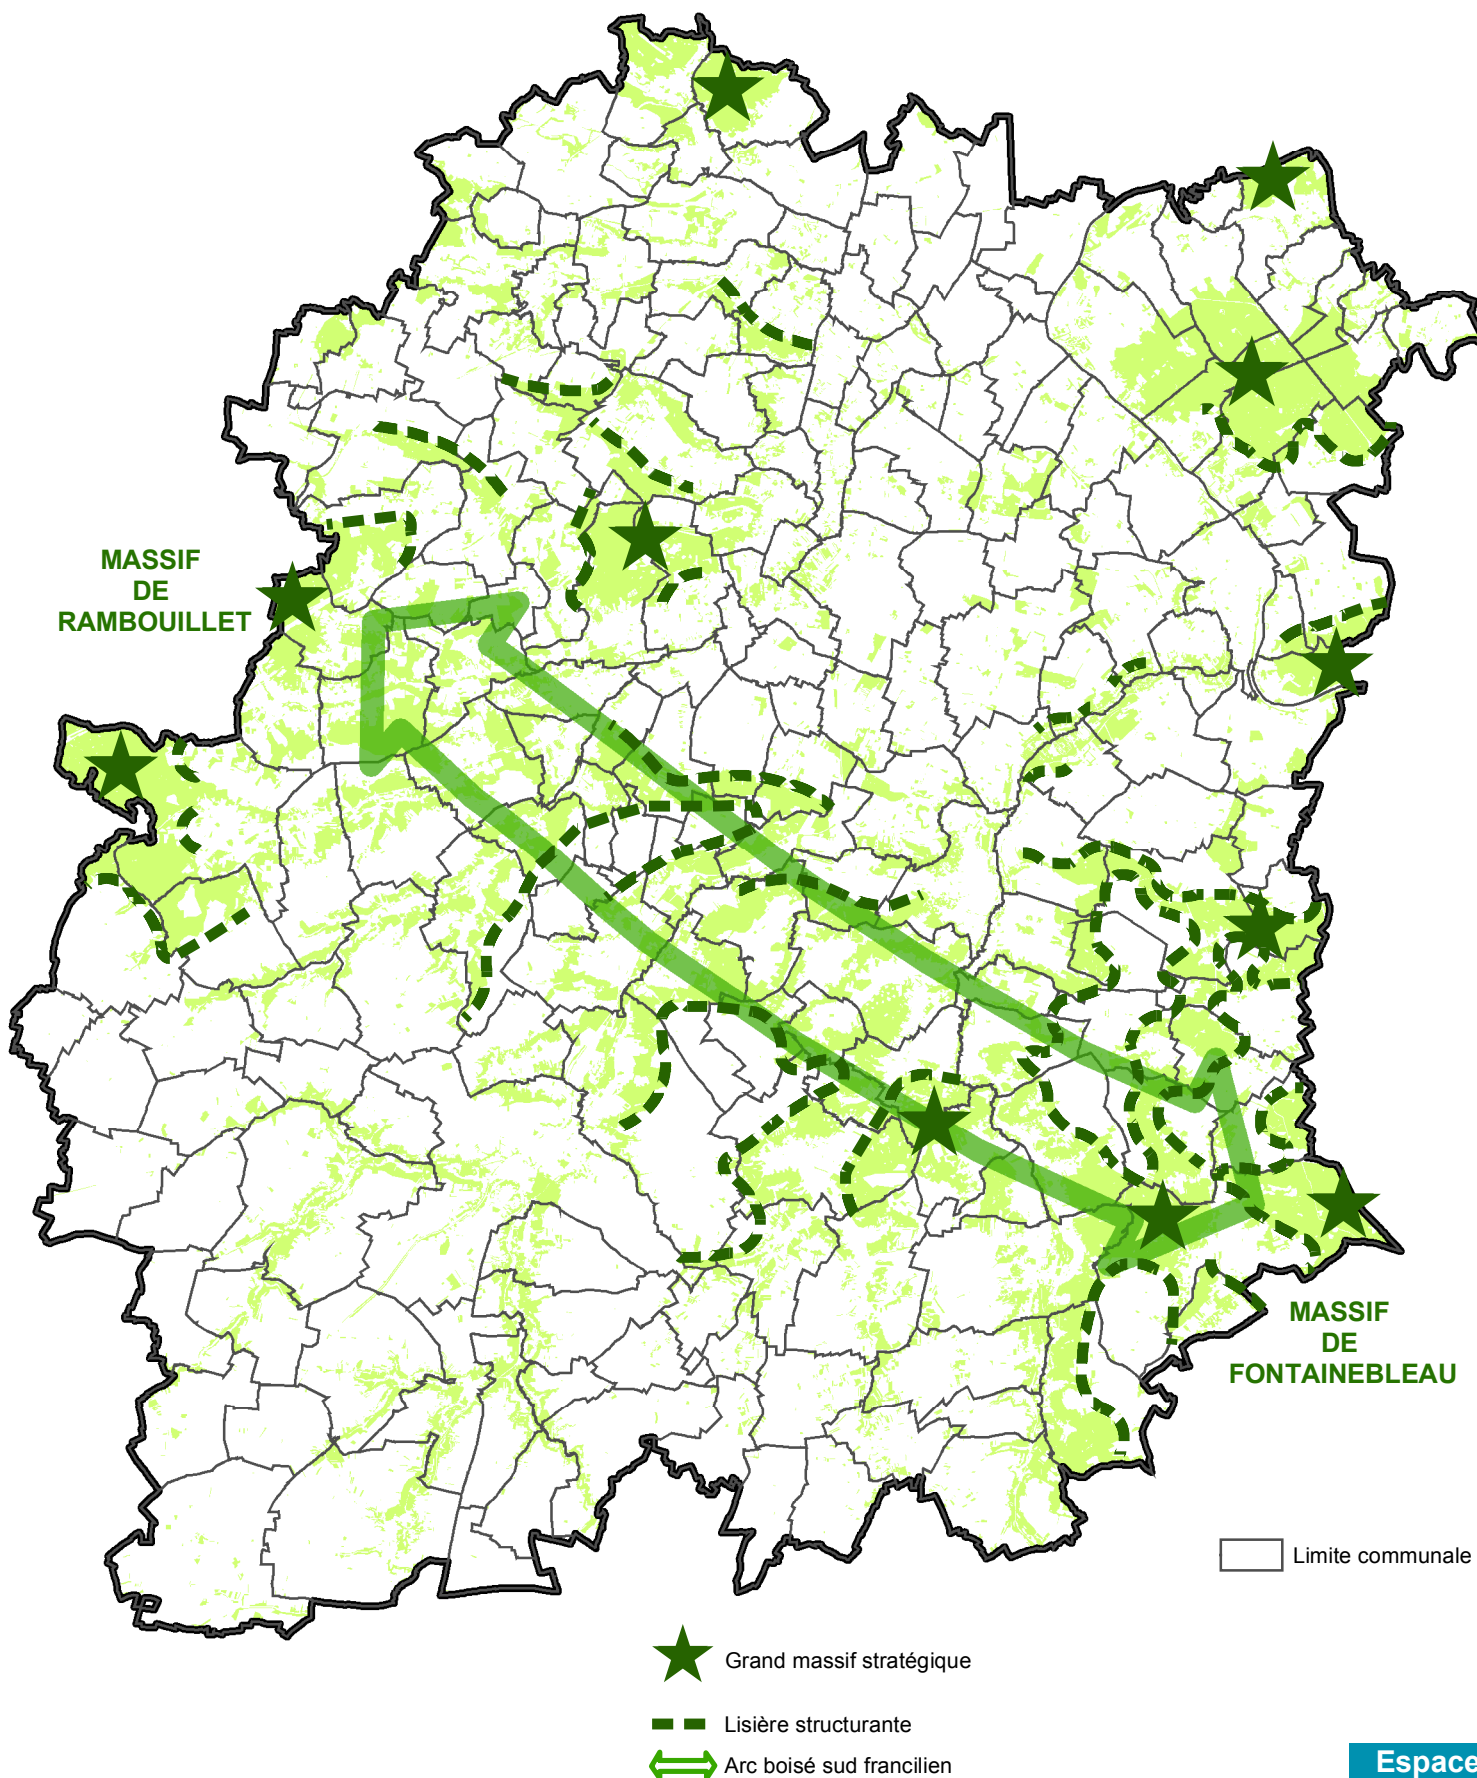 MASSIF
DE
RAMBOUILLET
MASSIF
DE
FONTAINEBLEAU
Limite communale
Grand massif stratégique
Lisière structurante
Arc boisé sud francilien
Espace